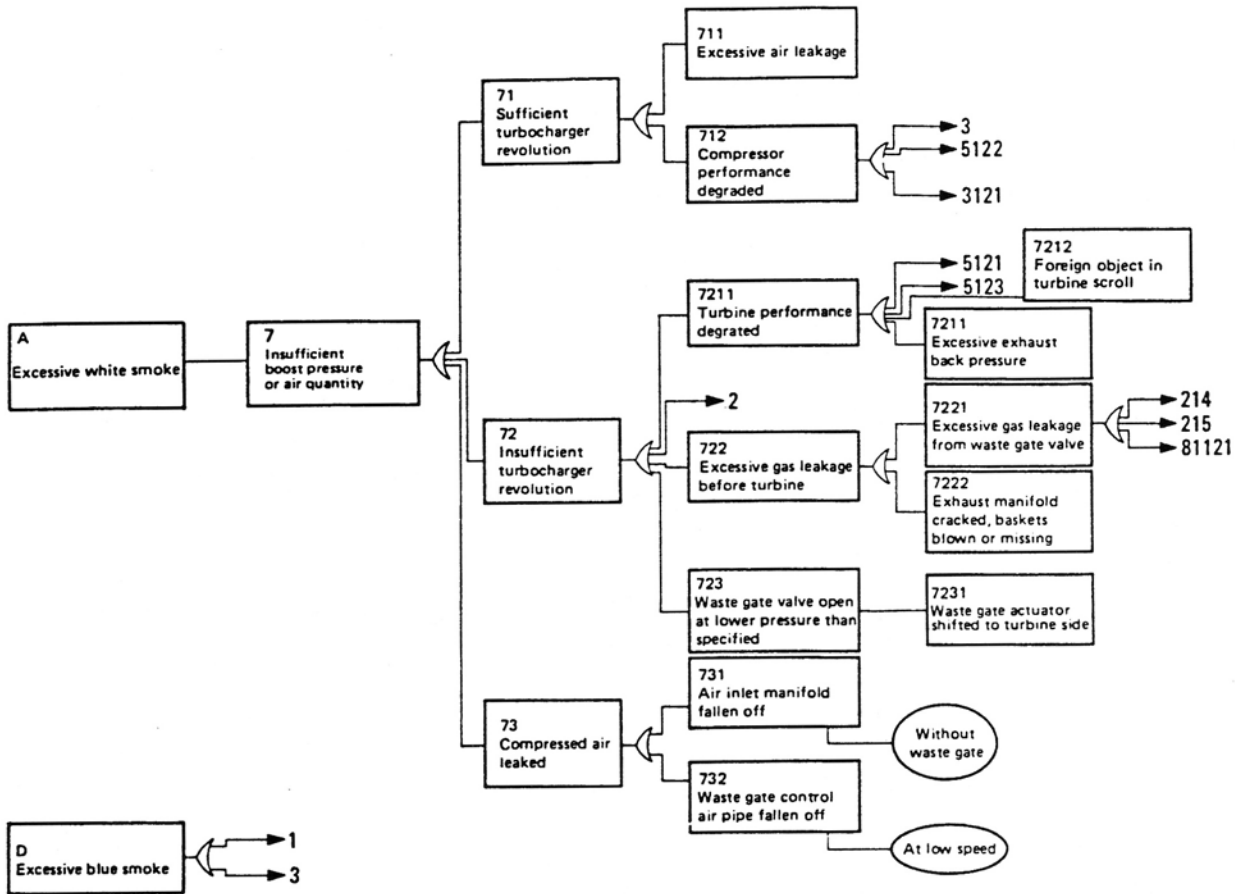 A
Excessive white smoke
7
Insufficient
boost pressure
or air quantity
71
Sufficient
turbocharger
revolution
711
Excessive air leakage
712
Compressor
performance
degraded
3
5122
3121
72
Insufficient
turbocharger
revolution
7211
Turbine performance
degrated
5121
5123
7212
Foreign object in
turbine scroll
7211
Excessive exhaust
back pressure
2
722
Excessive gas leakage
before turbine
7221
Excessive gas leakage
from waste gate valve
214
215
81121
7222
Exhaust manifold
cracked, baskets
blown or missing
723
Waste gate valve open
at lower pressure than
specified
7231
Waste gate actuator
shifted to turbine side
73
Compressed air
leaked
731
Air inlet manifold
fallen off
Without
waste gate
732
Waste gate control
air pipe fallen off
At low speed
D
Excessive blue smoke
1
3